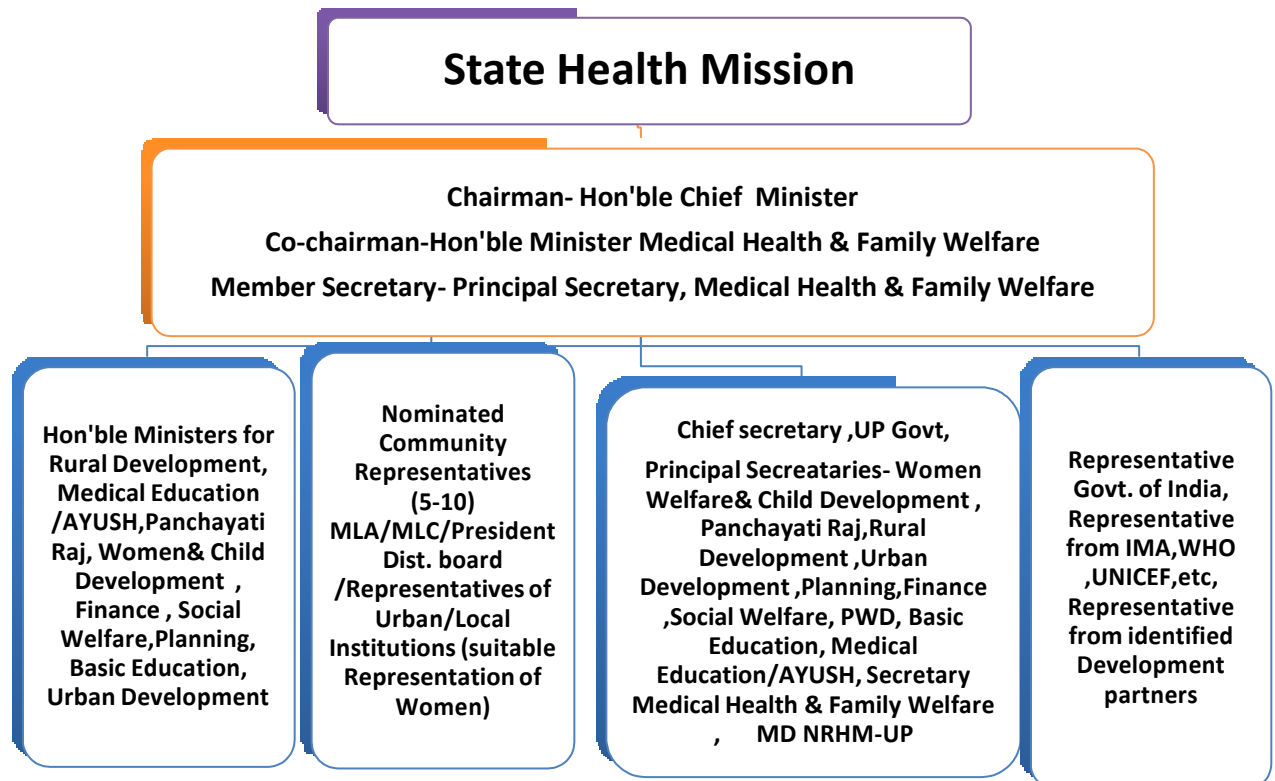 State Health Mission
Chairman- Hon'ble Chief Minister
Co-chairman-Hon'ble Minister Medical Health & Family Welfare
Member Secretary- Principal Secretary, Medical Health & Family Welfare
Hon'ble Ministers for
Rural Development,
Medical Education
/AYUSH,Panchayati
Raj, Women& Child
Development ,
Finance , Social
Welfare,Planning,
Basic Education,
Urban Development
Nominated
Community
Representatives
(5-10)
MLA/MLC/President
Dist. board
/Representatives of
Urban/Local
Institutions (suitable
Representation of
Women)
Chief secretary ,UP Govt,
Principal Secreataries- Women
Welfare& Child Development ,
Panchayati Raj,Rural
Development ,Urban
Development ,Planning,Finance
,Social Welfare, PWD, Basic
Education, Medical
Education/AYUSH, Secretary
Medical Health & Family Welfare
, MD NRHM-UP
Representative
Govt. of India,
Representative
from IMA,WHO
,UNICEF,etc,
Representative
from identified
Development
partners